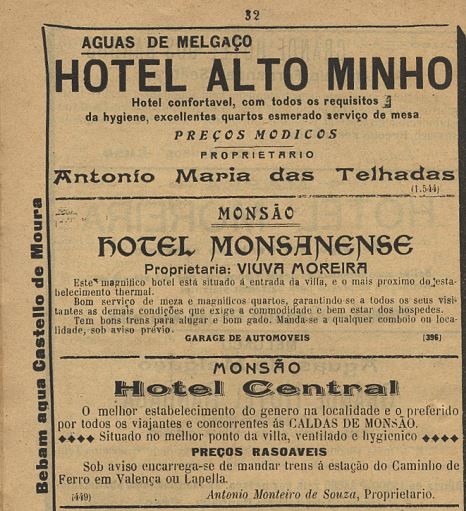 32
AGUAS DE MELGAÇO
HOTEL ALTO MINHO
Hotel confortavel, com todos os requisitos
da hygiene, excellentes quartos esmerado serviço de mesa
PREÇOS MODICOS
PROPRIETARIO
Antonio Maria das Telhadas
(1.544)
MONSÃO
HOTEL MONSANENSE
Proprietaria: VIUVA MOREIRA
Este magnifico hotel está situado á entrada da villa, e o mais proximo do esta-
belecimento thermal.
Bom serviço de meza e magnificos quartos, garantindo-se a todos os seus visi-
tantes as demais condições que exige a commodidade e bem estar dos hospedes.
Tem bons trens para alugar e bom gado. Manda-se a qualquer comboio ou loca-
lidade, sob aviso prévio.
GARAGE DE AUTOMOVEIS (396)
MONSÃO
Hotel Central
O melhor estabelecimento do genero na localidade e o preferido
por todos os viajantes e concorrentes ás CALDAS DE MONSÃO.
Situado no melhor ponto da villa, ventilado e hygienico
PREÇOS RASOAVEIS
Sob aviso encarrega-se de mandar trens á estação do Caminho de
Ferro em Valença ou Lapella.
(449) Antonio Monteiro de Souza, Proprietario.
Bebam agua Castello de Moura